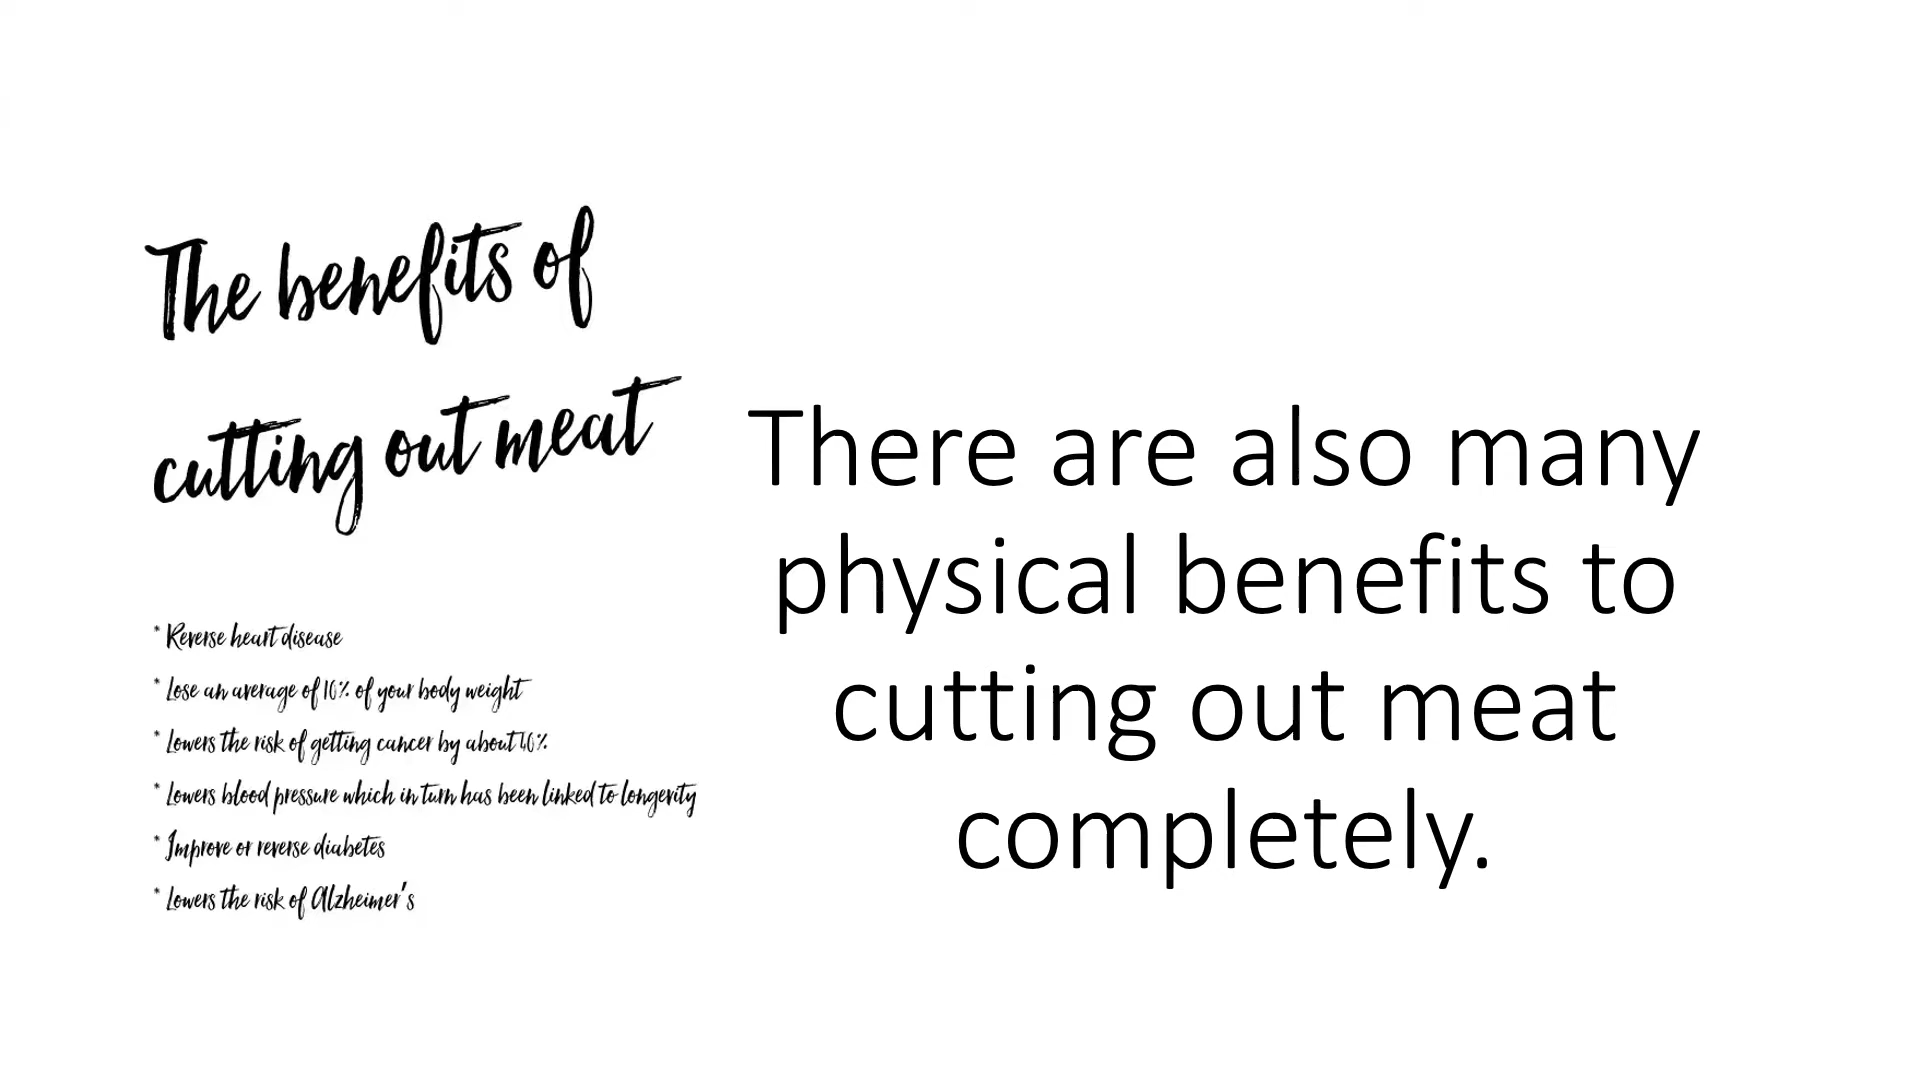 The benefits of
cutting out meat
* Reverse heart disease
* Lose an average of 10% of your body weight
* Lowers the risk of getting cancer by about 40%
* Lowers blood pressure which in turn has been linked to longevity
* Improve or reverse diabetes
* Lowers the risk of Alzheimer's
There are also many
physical benefits to
cutting out meat
completely.